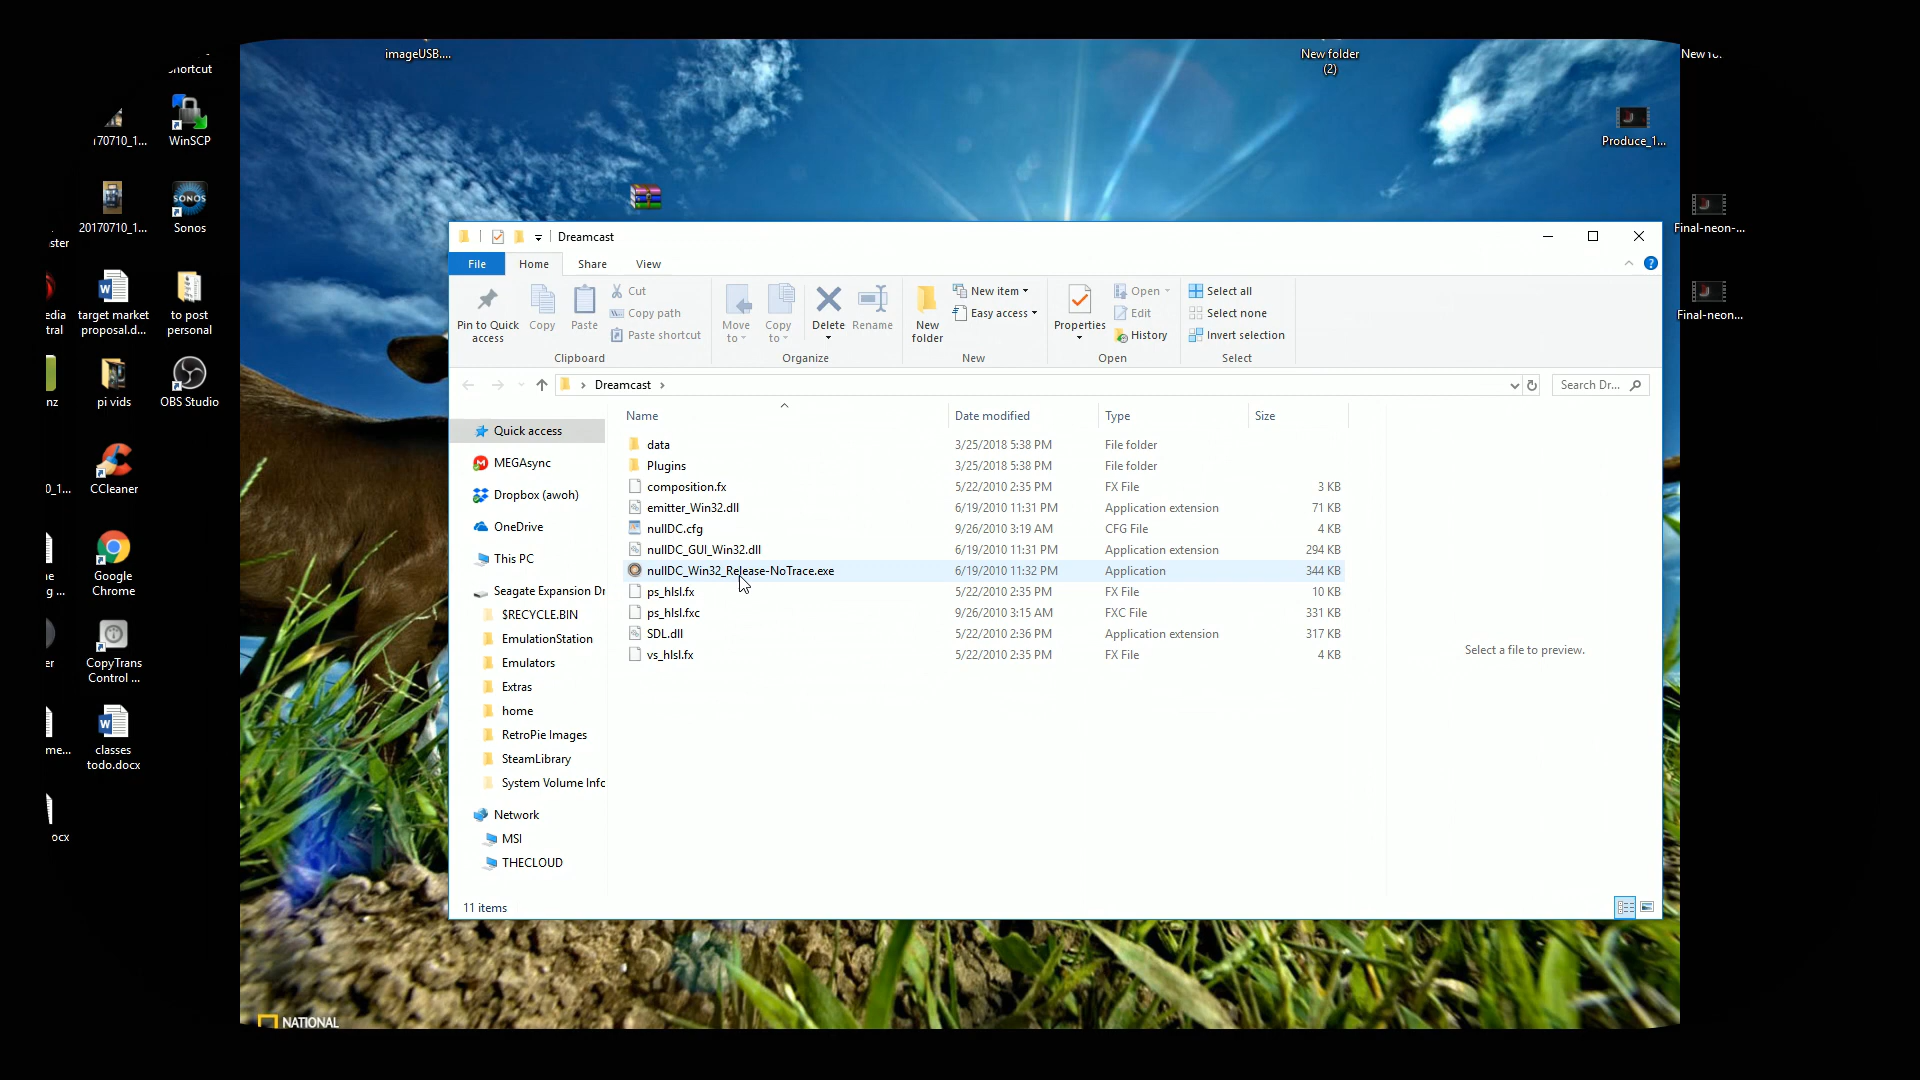 imageUSB....
New folder
(2)
Shortcut
WinSCP
Produce_1...
20170710_1...
Sonos
SONOS
Final-neon-...
target market
proposal.d...
to post
personal
Final-neon...
pi vids
OBS Studio
CCleaner
Google
Chrome
CopyTrans
Control ...
classes
todo.docx
Dreamcast
File
Home
Share
View
Pin to Quick
access
Copy
Paste
Cut
Copy path
Paste shortcut
Clipboard
Move
to
Copy
to
Delete
Rename
Organize
New
folder
New item
Easy access
New
Properties
Open
Edit
History
Open
Select all
Select none
Invert selection
Select
Dreamcast
Search Dr...
Name
Date modified
Type
Size
data 3/25/2018 5:38 PM File folder
Plugins 3/25/2018 5:38 PM File folder
composition.fx 5/22/2010 2:35 PM FX File 3 KB
emitter_Win32.dll 6/19/2010 11:31 PM Application extension 71 KB
nullDC.cfg 9/26/2010 3:19 AM CFG File 4 KB
nullDC_GUI_Win32.dll 6/19/2010 11:31 PM Application extension 294 KB
nullDC_Win32_Release-NoTrace.exe 6/19/2010 11:32 PM Application 344 KB
ps_hlsl.fx 5/22/2010 2:35 PM FX File 10 KB
ps_hlsl.fxc 9/26/2010 3:15 AM FXC File 331 KB
SDL.dll 5/22/2010 2:36 PM Application extension 317 KB
vs_hlsl.fx 5/22/2010 2:35 PM FX File 4 KB
Quick access
MEGAsync
Dropbox (awoh)
OneDrive
This PC
Seagate Expansion Dr
$RECYCLE.BIN
EmulationStation
Emulators
Extras
home
RetroPie Images
SteamLibrary
System Volume Info
Network
MSI
THECLOUD
Select a file to preview.
11 items
NATIONAL